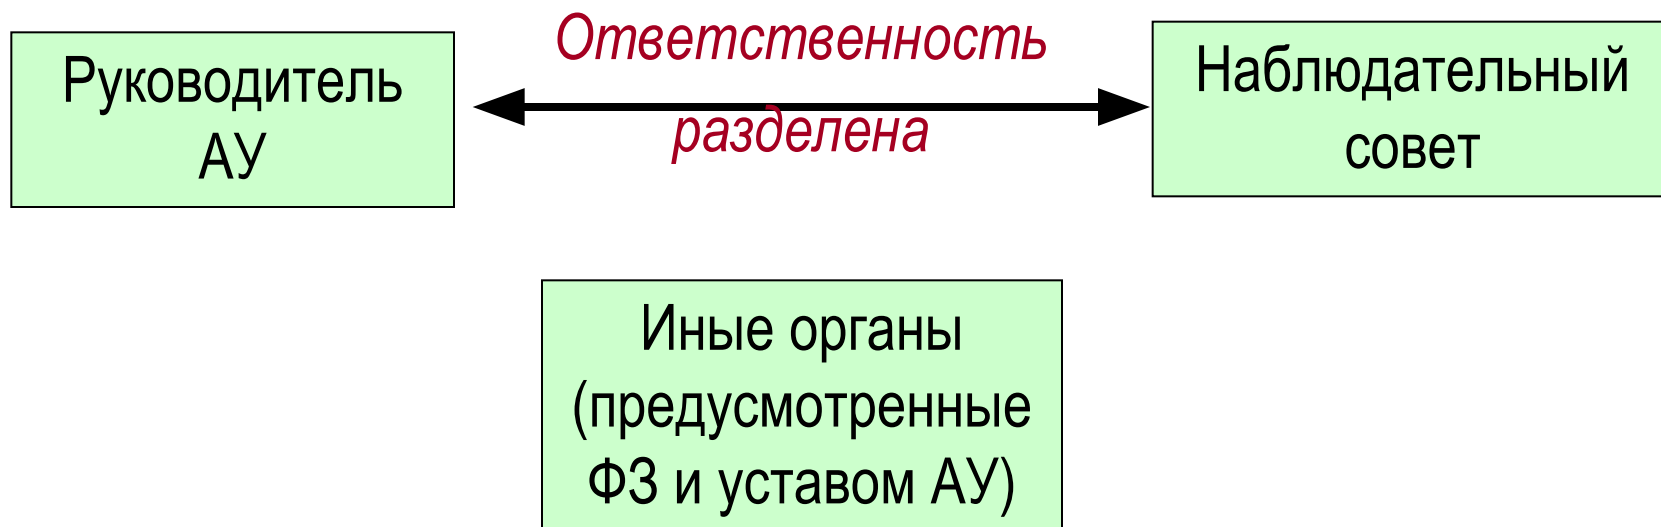 Руководитель
АУ
Ответственность
разделена
Наблюдательный
совет
Иные органы
(предусмотренные
ФЗ и уставом АУ)